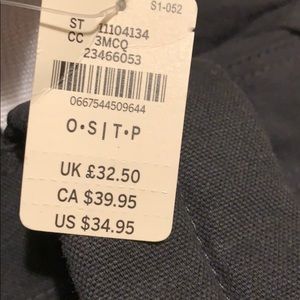 S1-052
ST 11104134
CC 3MCQ
23466053
0667544509644
O•S|T•P
UK £32.50
CA $39.95
US $34.95